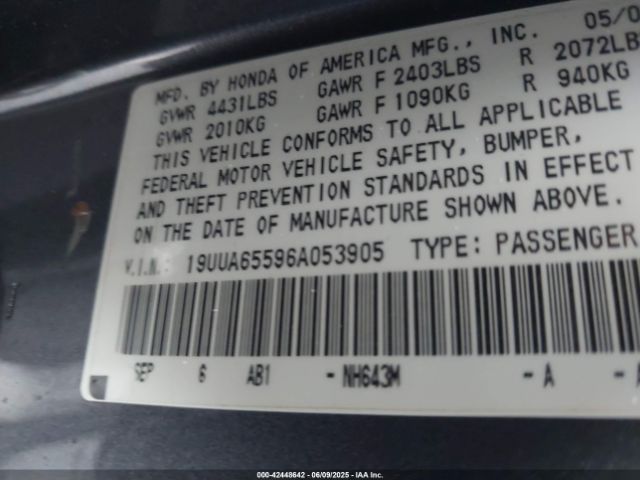 MFD. BY HONDA OF AMERICA MFG., INC. 05/0
GVWR 4431LBS GAWR F 2403LBS R 2072LB
GVWR 2010KG GAWR F 1090KG R 940KG
THIS VEHICLE CONFORMS TO ALL APPLICABLE
FEDERAL MOTOR VEHICLE SAFETY, BUMPER,
AND THEFT PREVENTION STANDARDS IN EFFECT
ON THE DATE OF MANUFACTURE SHOWN ABOVE.
V.I.N: 19UUA65596A053905 TYPE: PASSENGER
SEP 6 AB1 - NH643M - A - A
000-42448642 | 06/09/2025 | IAA Inc.